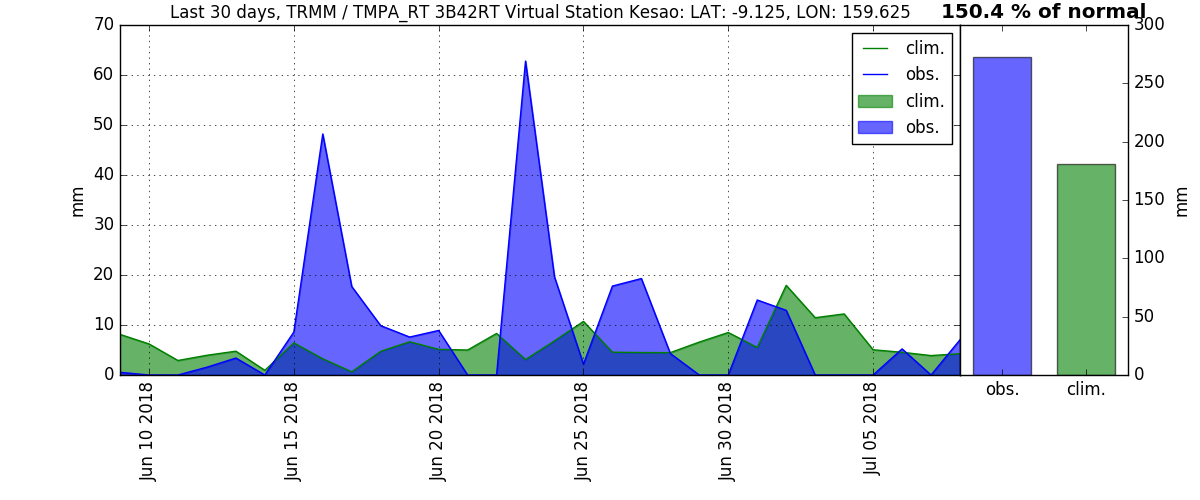 Last 30 days, TRMM / TMPA_RT 3B42RT Virtual Station Kesao: LAT: -9.125, LON: 159.625
150.4 % of normal
70
60
50
40
30
20
10
0
mm
clim.
obs.
clim.
obs.
Jun 10 2018
Jun 15 2018
Jun 20 2018
Jun 25 2018
Jun 30 2018
Jul 05 2018
300
250
200
150
100
50
0
mm
obs.
clim.